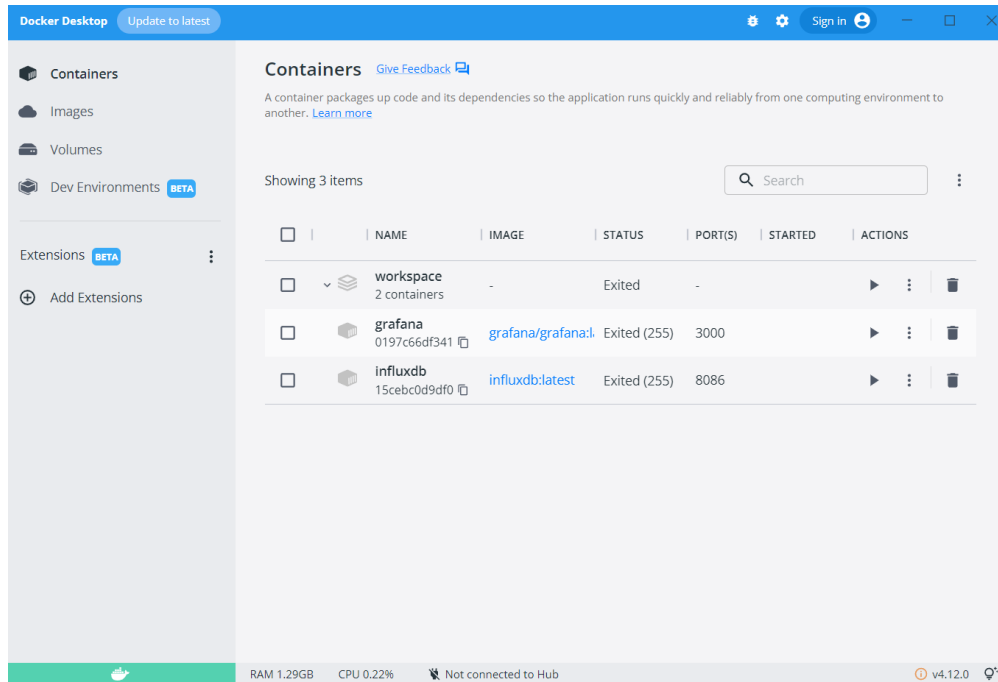 Docker Desktop Update to latest Sign in
Containers
Images
Volumes
Dev Environments BETA
Extensions BETA
Add Extensions
Containers Give Feedback
A container packages up code and its dependencies so the application runs quickly and reliably from one computing environment to
another. Learn more
Showing 3 items Search
NAME IMAGE STATUS PORT(S) STARTED ACTIONS
workspace
2 containers - Exited -
grafana
0197c66df341 grafana/grafana:l Exited (255) 3000
influxdb
15cebc0d9df0 influxdb:latest Exited (255) 8086
RAM 1.29GB CPU 0.22% Not connected to Hub v4.12.0